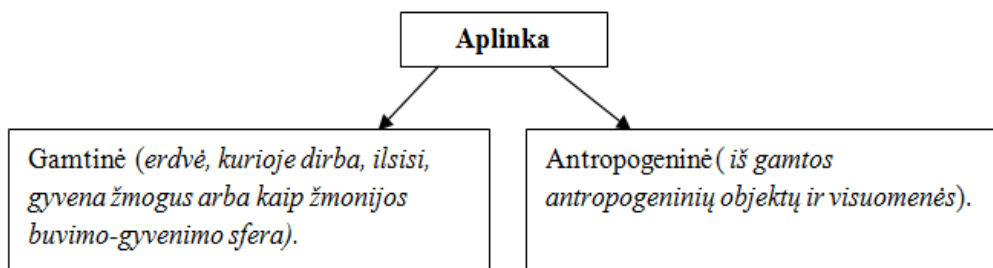 Aplinka
Gamtinė (erdvė, kurioje dirba, ilsisi,
gyvena žmogus arba kaip žmonijos
buvimo-gyvenimo sfera).
Antropogeninė( iš gamtos
antropogeninių objektų ir visuomenės).